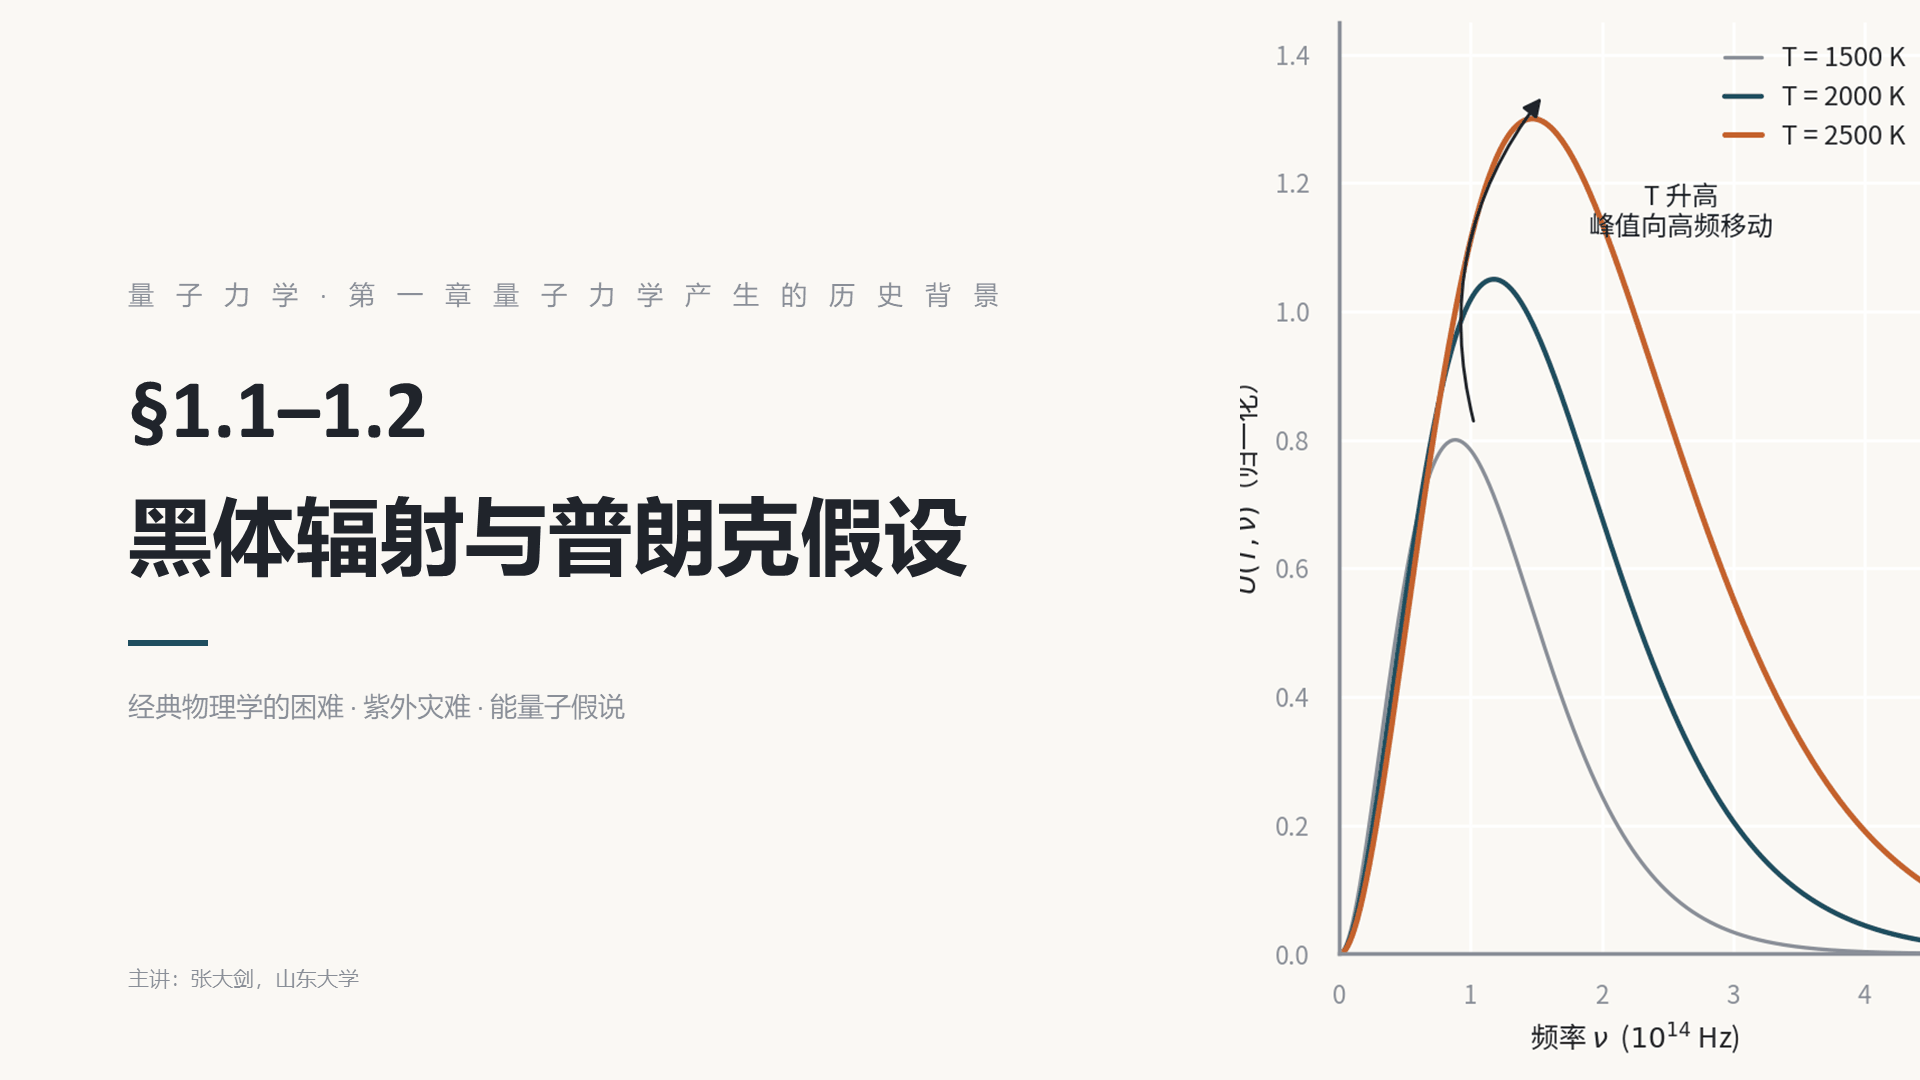 量子力学·第一章量子力学产生的历史背景
§1.1–1.2
黑体辐射与普朗克假设
经典物理学的困难 · 紫外灾难 · 能量子假说
主讲：张大剑，山东大学
T = 1500 K
T = 2000 K
T = 2500 K
T 升高
峰值向高频移动
1.4
1.2
1.0
0.8
0.6
0.4
0.2
0.0
0 1 2 3 4
频率 ν (10¹⁴ Hz)